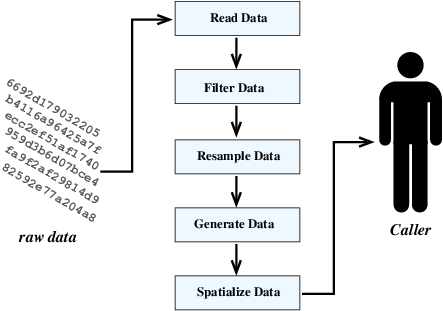 6692d179032205
b4116a96425a7f
ecc2ef51af1740
959d3b6d07bce4
fa9f2af29814d9
82592e77a204a8
raw data
Read Data
Filter Data
Resample Data
Generate Data
Spatialize Data
Caller